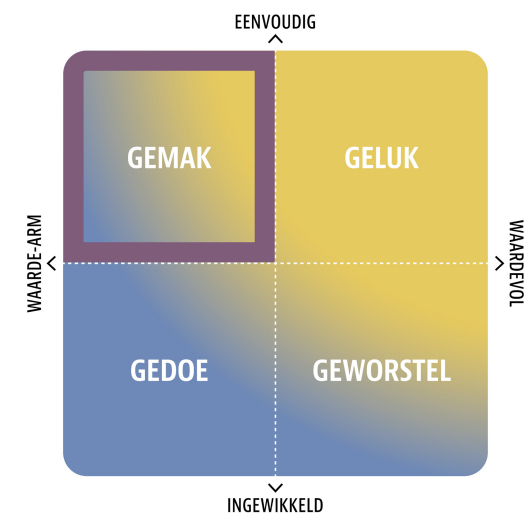 EENVOUDIG
GEMAK
GELUK
WAARDE-ARM
WAARDEVOL
GEDOE
GEWORSTEL
INGEWIKKELD